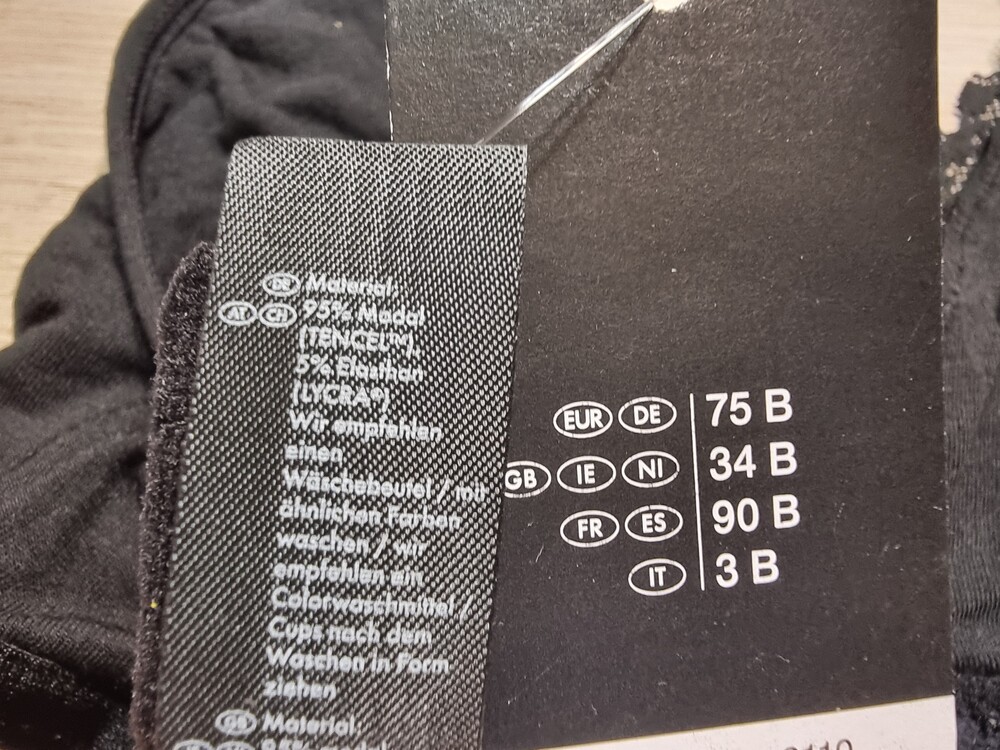 DE Material:
AT CH 95% Modal
(TENCEL™),
5% Elasthan
(LYCRA®)
Wir empfehlen
einen
Wäschebeutel / mit
ähnlichen Farben
waschen / wir
empfehlen ein
Colorwaschmittel /
Cups nach dem
Waschen in Form
ziehen
GB Material:
95% modal
EUR DE 75 B
GB IE NI 34 B
FR ES 90 B
IT 3 B